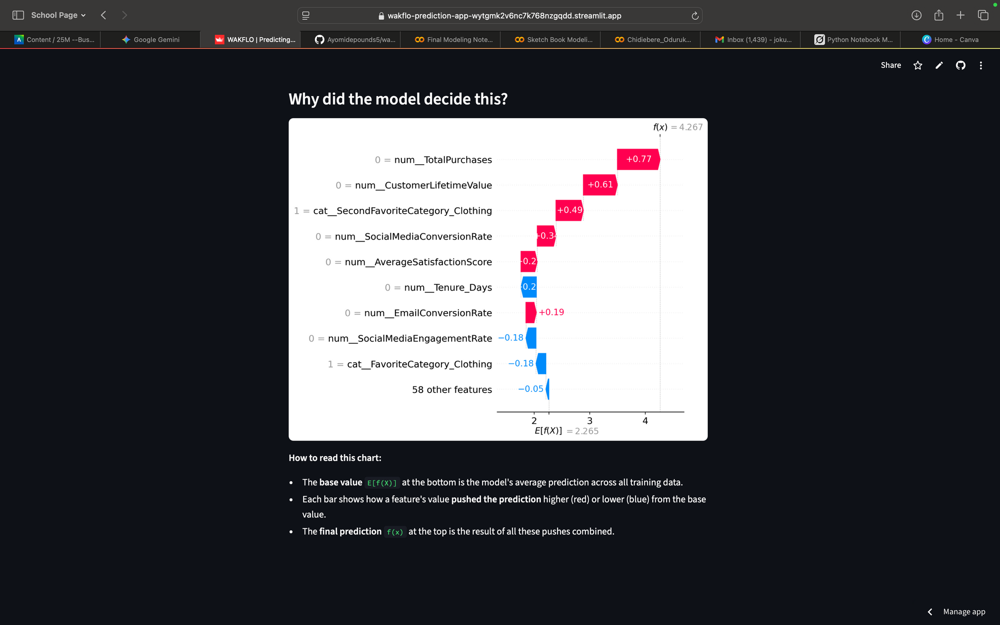 School Page
wakflo-prediction-app-wytgmk2v6nc7k768nzgqdd.streamlit.app
Content / 25M --Bus...
Google Gemini
WAKFLO | Predicting...
Ayomidepounds5/wa...
Final Modeling Note...
Sketch Book Modeli...
Chidiebere_Oduruk...
Inbox (1,439) - joku...
Python Notebook M...
Home - Canva
Share
Why did the model decide this?
f(x) = 4.267
0 = num__TotalPurchases +0.77
0 = num__CustomerLifetimeValue +0.61
1 = cat__SecondFavoriteCategory_Clothing +0.49
0 = num__SocialMediaConversionRate +0.34
0 = num__AverageSatisfactionScore
0 = num__Tenure_Days
0 = num__EmailConversionRate +0.19
0 = num__SocialMediaEngagementRate −0.18
1 = cat__FavoriteCategory_Clothing −0.18
58 other features −0.05
2 3 4
E[f(X)] = 2.265
How to read this chart:
• The base value E[f(X)] at the bottom is the model's average prediction across all training data.
• Each bar shows how a feature's value pushed the prediction higher (red) or lower (blue) from the base
value.
• The final prediction f(x) at the top is the result of all these pushes combined.
Manage app